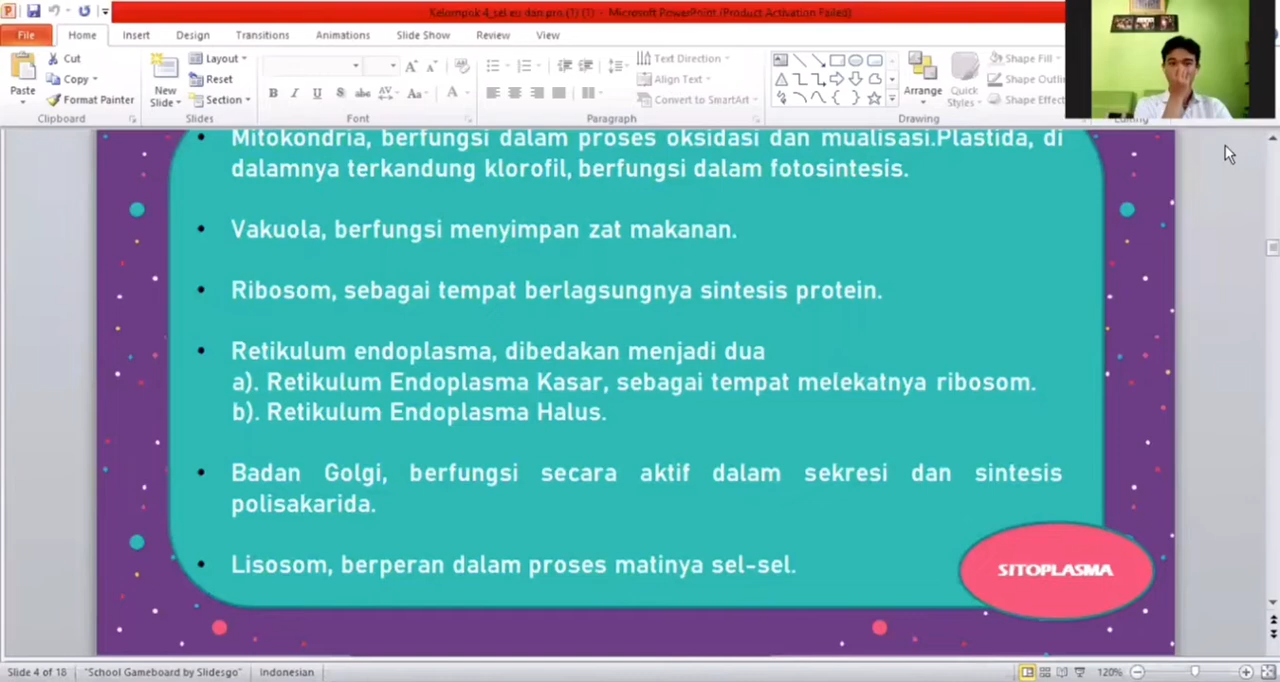 Kelompok 4_sel eu dan pro (1) (1) - Microsoft PowerPoint (Product Activation Failed)
File Home Insert Design Transitions Animations Slide Show Review View
Paste
Cut
Copy
Format Painter
Clipboard
New
Slide
Layout
Reset
Section
Slides
B I U S abc AV Aa A
Font
Text Direction
Align Text
Convert to SmartArt
Paragraph
Arrange
Quick
Styles
Shape Fill
Shape Outli
Shape Effect
Drawing
Editing
• Mitokondria, berfungsi dalam proses oksidasi dan mualisasi.Plastida, di
dalamnya terkandung klorofil, berfungsi dalam fotosintesis.
• Vakuola, berfungsi menyimpan zat makanan.
• Ribosom, sebagai tempat berlagsungnya sintesis protein.
• Retikulum endoplasma, dibedakan menjadi dua
a). Retikulum Endoplasma Kasar, sebagai tempat melekatnya ribosom.
b). Retikulum Endoplasma Halus.
• Badan Golgi, berfungsi secara aktif dalam sekresi dan sintesis
polisakarida.
• Lisosom, berperan dalam proses matinya sel-sel.
SITOPLASMA
Slide 4 of 18 "School Gameboard by Slidesgo" Indonesian 120%